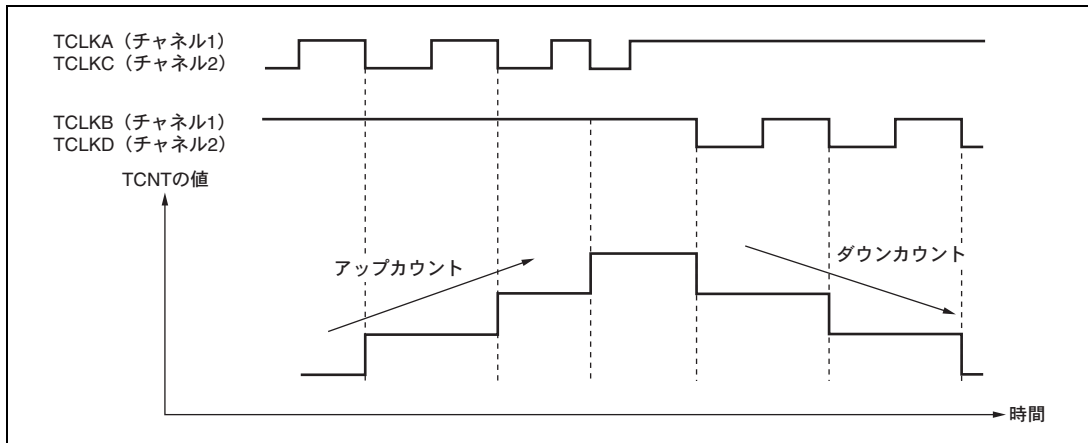 TCLKA（チャネル1）
TCLKC（チャネル2）
TCLKB（チャネル1）
TCLKD（チャネル2）
TCNTの値
アップカウント
ダウンカウント
時間